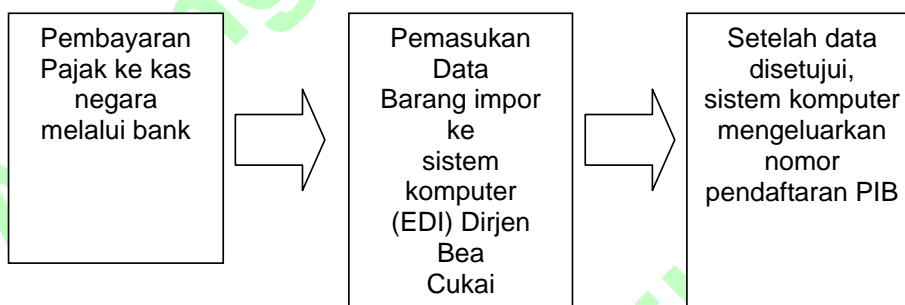 Pembayaran
Pajak ke kas
negara
melalui bank
Pemasukan
Data
Barang impor
ke
sistem
komputer
(EDI) Dirjen
Bea
Cukai
Setelah data
disetujui,
sistem komputer
mengeluarkan
nomor
pendaftaran PIB